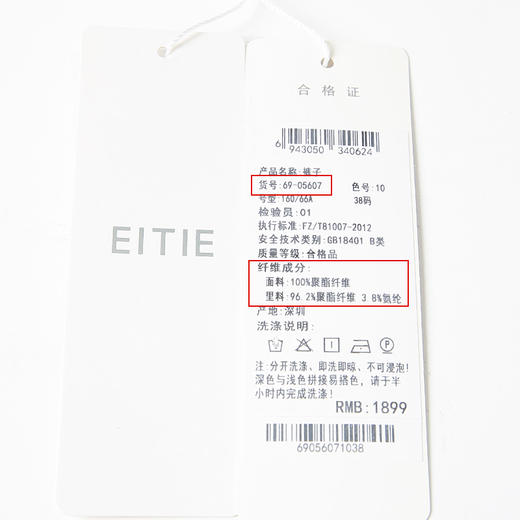 EITIE
合格证
6 943050 340624
产品名称:裤子
货号:69-05607 色号:10
号型:160/66A 38码
检验员:01
执行标准:FZ/T81007-2012
安全技术类别:GB18401 B类
质量等级:合格品
纤维成分:
面料:100%聚酯纤维
里料:96.2%聚酯纤维 3 8%氨纶
产地:深圳
洗涤说明:
注:分开洗涤、即洗即晾、不可浸泡!
深色与浅色拼接易搭色，请于半
小时内完成洗涤。
RMB:1899
69056071038